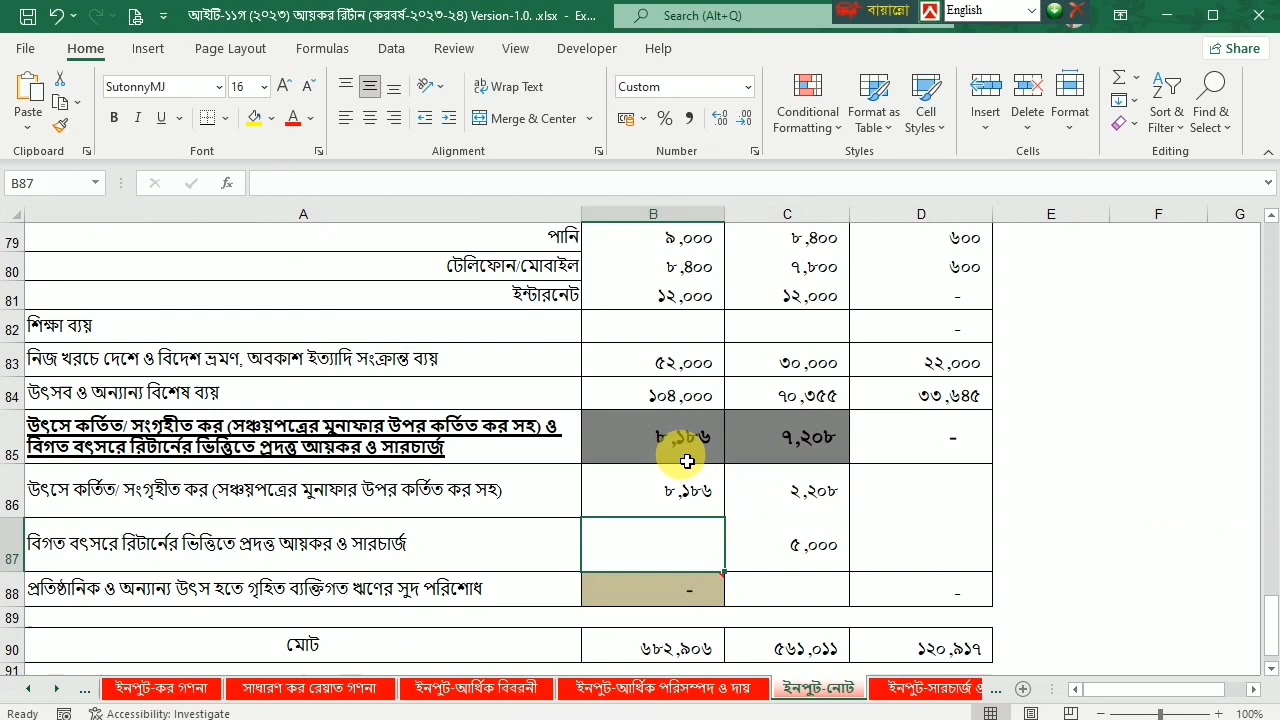 আইটি-১১গ (২০২৩) আয়কর রিটার্ন (করবর্ষ-২০২৩-২৪) Version-1.0. .xlsx - Ex...
Search (Alt+Q)
বায়ান্নো
English
File Home Insert Page Layout Formulas Data Review View Developer Help
Share
Paste
SutonnyMJ 16
B I U
Wrap Text
Merge & Center
Custom
Conditional Formatting
Format as Table
Cell Styles
Insert Delete Format
Sort & Filter
Find & Select
Clipboard Font Alignment Number Styles Cells Editing
B87 fx
A B C D E F G
79 পানি ৯,০০০ ৮,৪০০ ৬০০
80 টেলিফোন/মোবাইল ৮,৪০০ ৭,৮০০ ৬০০
81 ইন্টারনেট ১২,০০০ ১২,০০০ -
82 শিক্ষা ব্যয় -
83 নিজ খরচে দেশে ও বিদেশ ভ্রমণ, অবকাশ ইত্যাদি সংক্রান্ত ব্যয় ৫২,০০০ ৩০,০০০ ২২,০০০
84 উৎসব ও অন্যান্য বিশেষ ব্যয় ১০৪,০০০ ৭০,৩৫৫ ৩৩,৬৪৫
উৎসে কর্তিত/ সংগৃহীত কর (সঞ্চয়পত্রের মুনাফার উপর কর্তিত কর সহ) ও
85 বিগত বৎসরে রিটার্নের ভিত্তিতে প্রদত্ত আয়কর ও সারচার্জ ৮,১৮৬ ৭,২০৮ -
86 উৎসে কর্তিত/ সংগৃহীত কর (সঞ্চয়পত্রের মুনাফার উপর কর্তিত কর সহ) ৮,১৮৬ ২,২০৮
87 বিগত বৎসরে রিটার্নের ভিত্তিতে প্রদত্ত আয়কর ও সারচার্জ ৫,০০০
88 প্রতিষ্ঠানিক ও অন্যান্য উৎস হতে গৃহিত ব্যক্তিগত ঋণের সুদ পরিশোধ - -
89
90 মোট ৬৮২,৯০৬ ৫৬১,০১১ ১২০,৯১৭
91
... ইনপুট-কর গণনা সাধারণ কর রেয়াত গণনা ইনপুট-আর্থিক বিবরনী ইনপুট-আর্থিক পরিসম্পদ ও দায় ইনপুট-নোট ইনপুট-সারচার্জ ও ...
Ready Accessibility: Investigate 100%